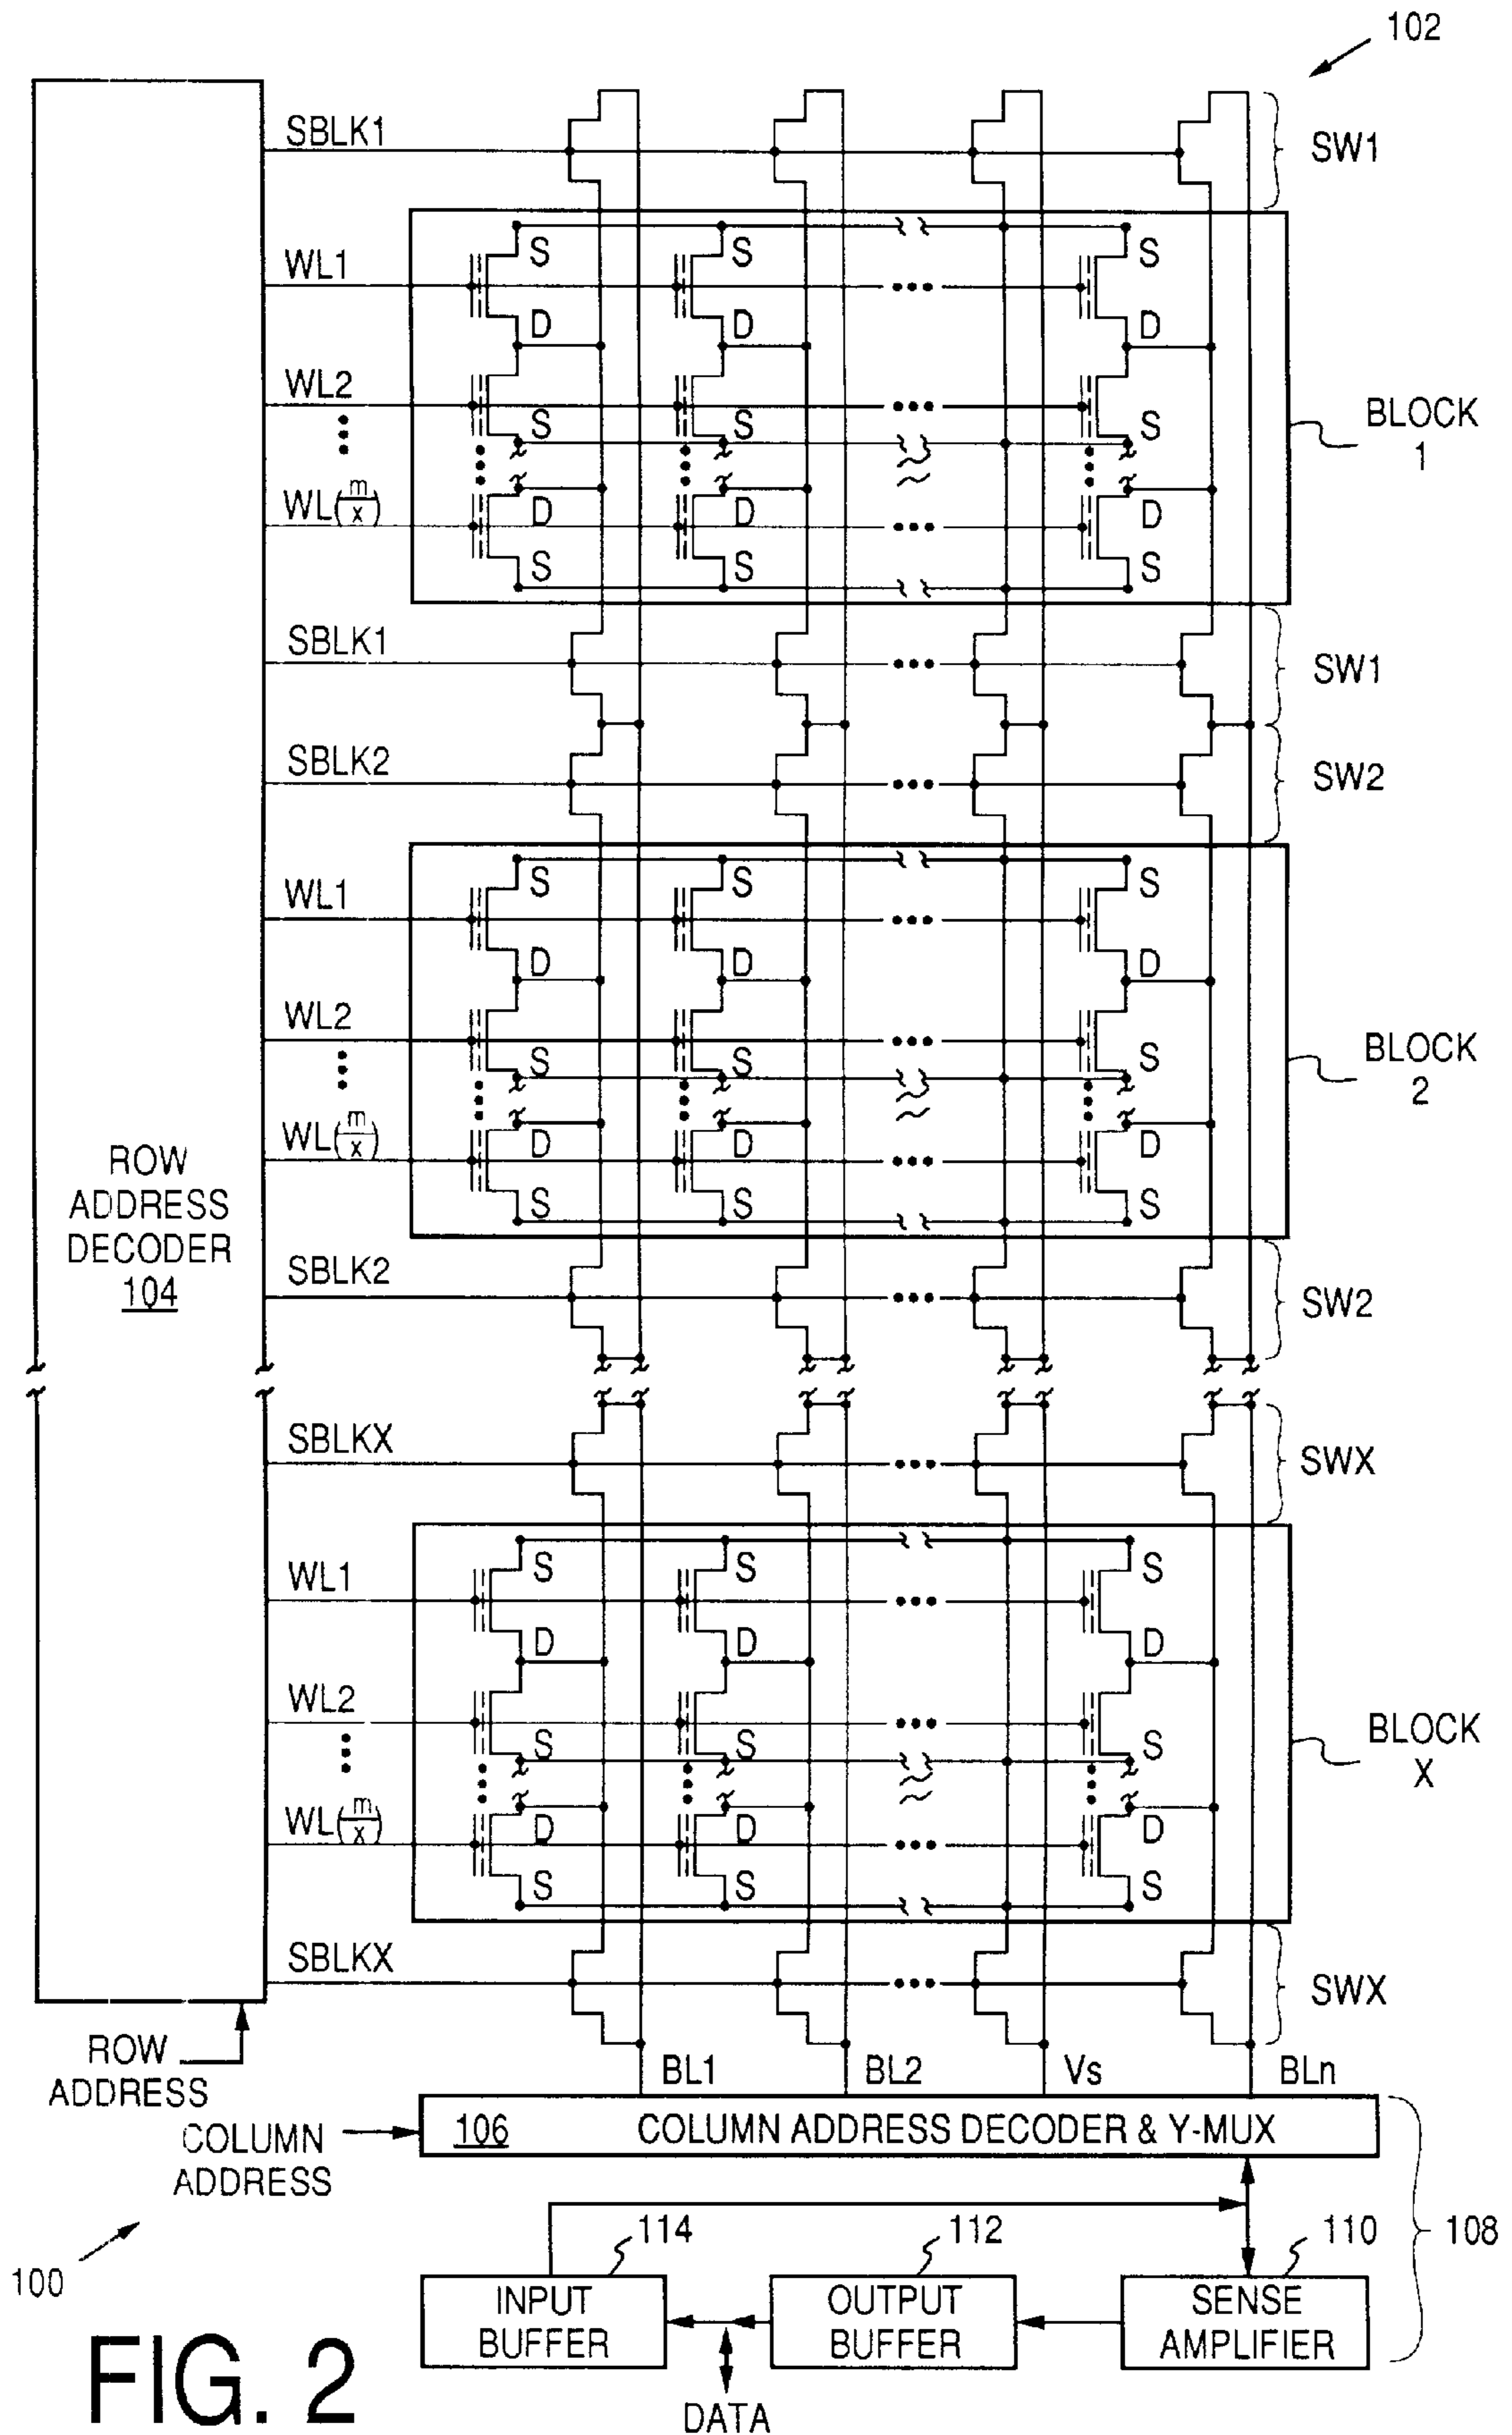 102
SBLK1
SW1
S S S
WL1
D D D
WL2
S S S
BLOCK
1
WL(m/x)
D D D
S S S
SBLK1
SW1
SBLK2
SW2
S S S
WL1
D D D
WL2
S S S
BLOCK
2
WL(m/x)
D D D
S S S
ROW
ADDRESS
DECODER
104
SBLK2
SW2
SBLKX
SWX
S S S
WL1
D D D
WL2
S S S
BLOCK
X
WL(m/x)
D D D
S S S
SBLKX
SWX
ROW
ADDRESS
BL1 BL2 Vs BLn
COLUMN
ADDRESS
106 COLUMN ADDRESS DECODER & Y-MUX
108
114 112 110
100
INPUT
BUFFER
OUTPUT
BUFFER
SENSE
AMPLIFIER
DATA
FIG. 2